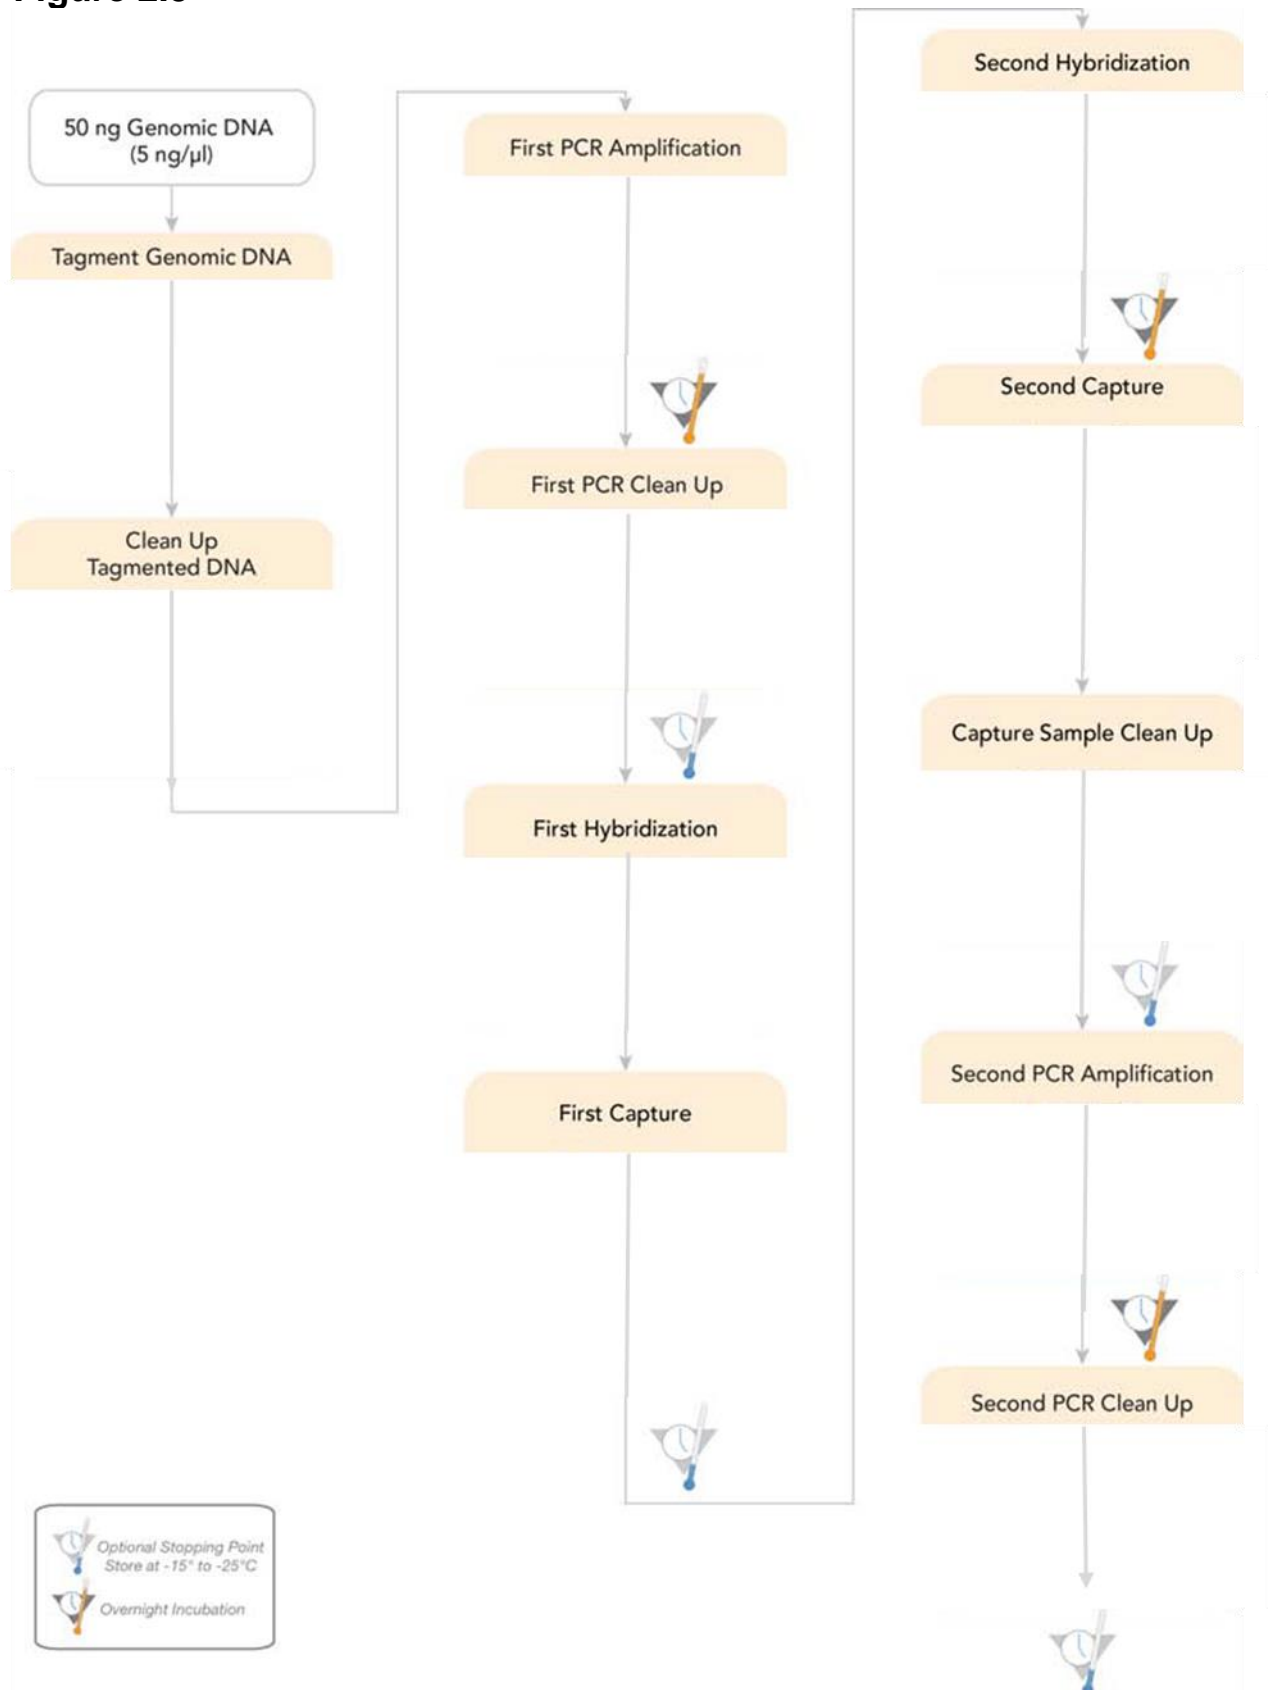 50 ng Genomic DNA
(5 ng/μl)
Tagment Genomic DNA
Clean Up
Tagmented DNA
First PCR Amplification
First PCR Clean Up
First Hybridization
First Capture
Second Hybridization
Second Capture
Capture Sample Clean Up
Second PCR Amplification
Second PCR Clean Up
Optional Stopping Point
Store at -15° to -25°C
Overnight Incubation